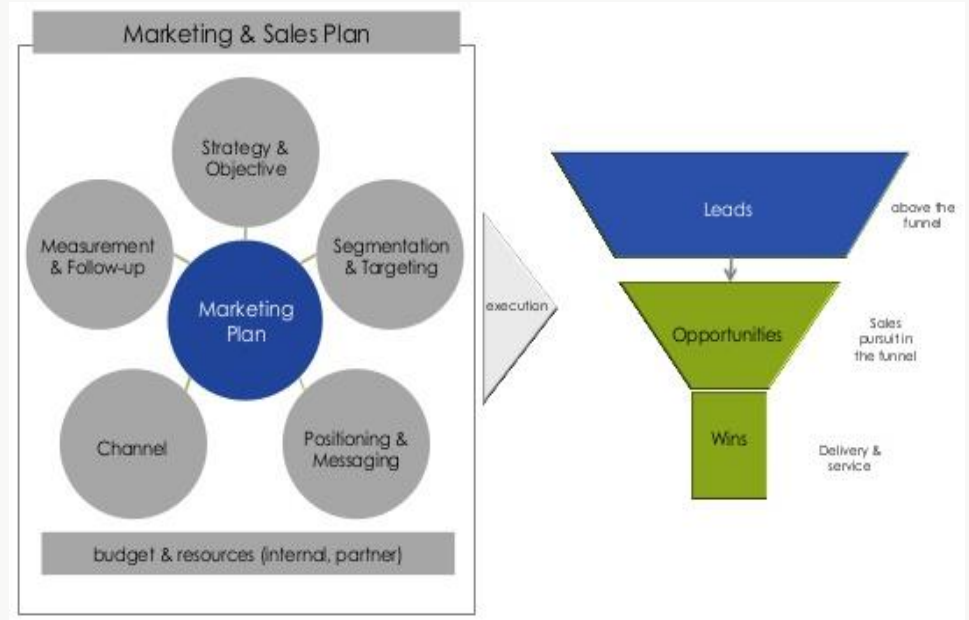 Marketing & Sales Plan
Strategy &
Objective
Measurement
& Follow-up
Segmentation
& Targeting
Marketing
Plan
Channel
Positioning &
Messaging
budget & resources (internal, partner)
execution
Leads
above the
funnel
Opportunities
Sales
pursuit in
the funnel
Wins
Delivery &
service